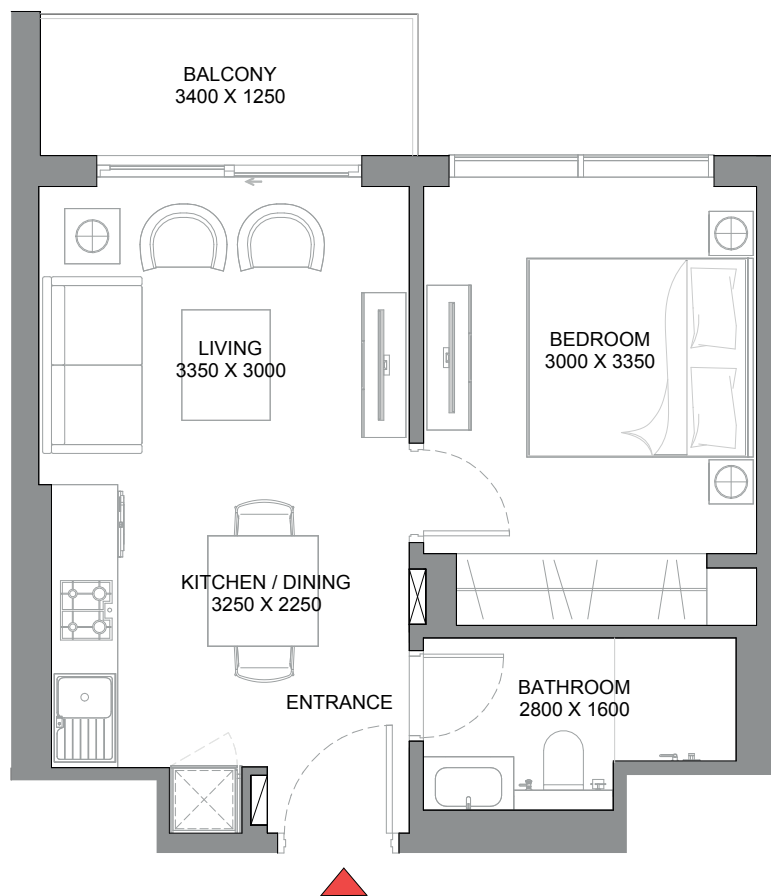 BALCONY
3400 X 1250
LIVING
3350 X 3000
BEDROOM
3000 X 3350
KITCHEN / DINING
3250 X 2250
ENTRANCE
BATHROOM
2800 X 1600